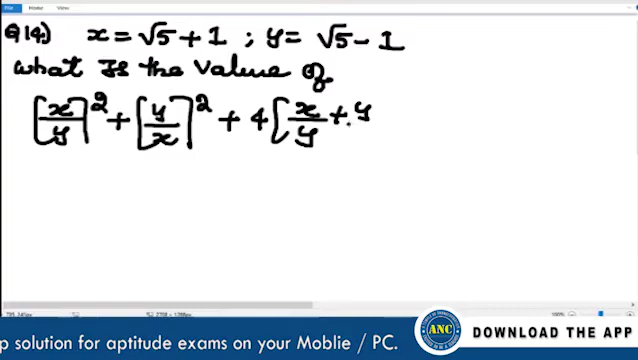 File Home View
Q14.) x = √5 + 1 ; y = √5 - 1
what Is the value of
[x/y]² + [y/x]² + 4[x/y + y
100%
p solution for aptitude exams on your Moblie / PC.
ANC
DOWNLOAD THE APP